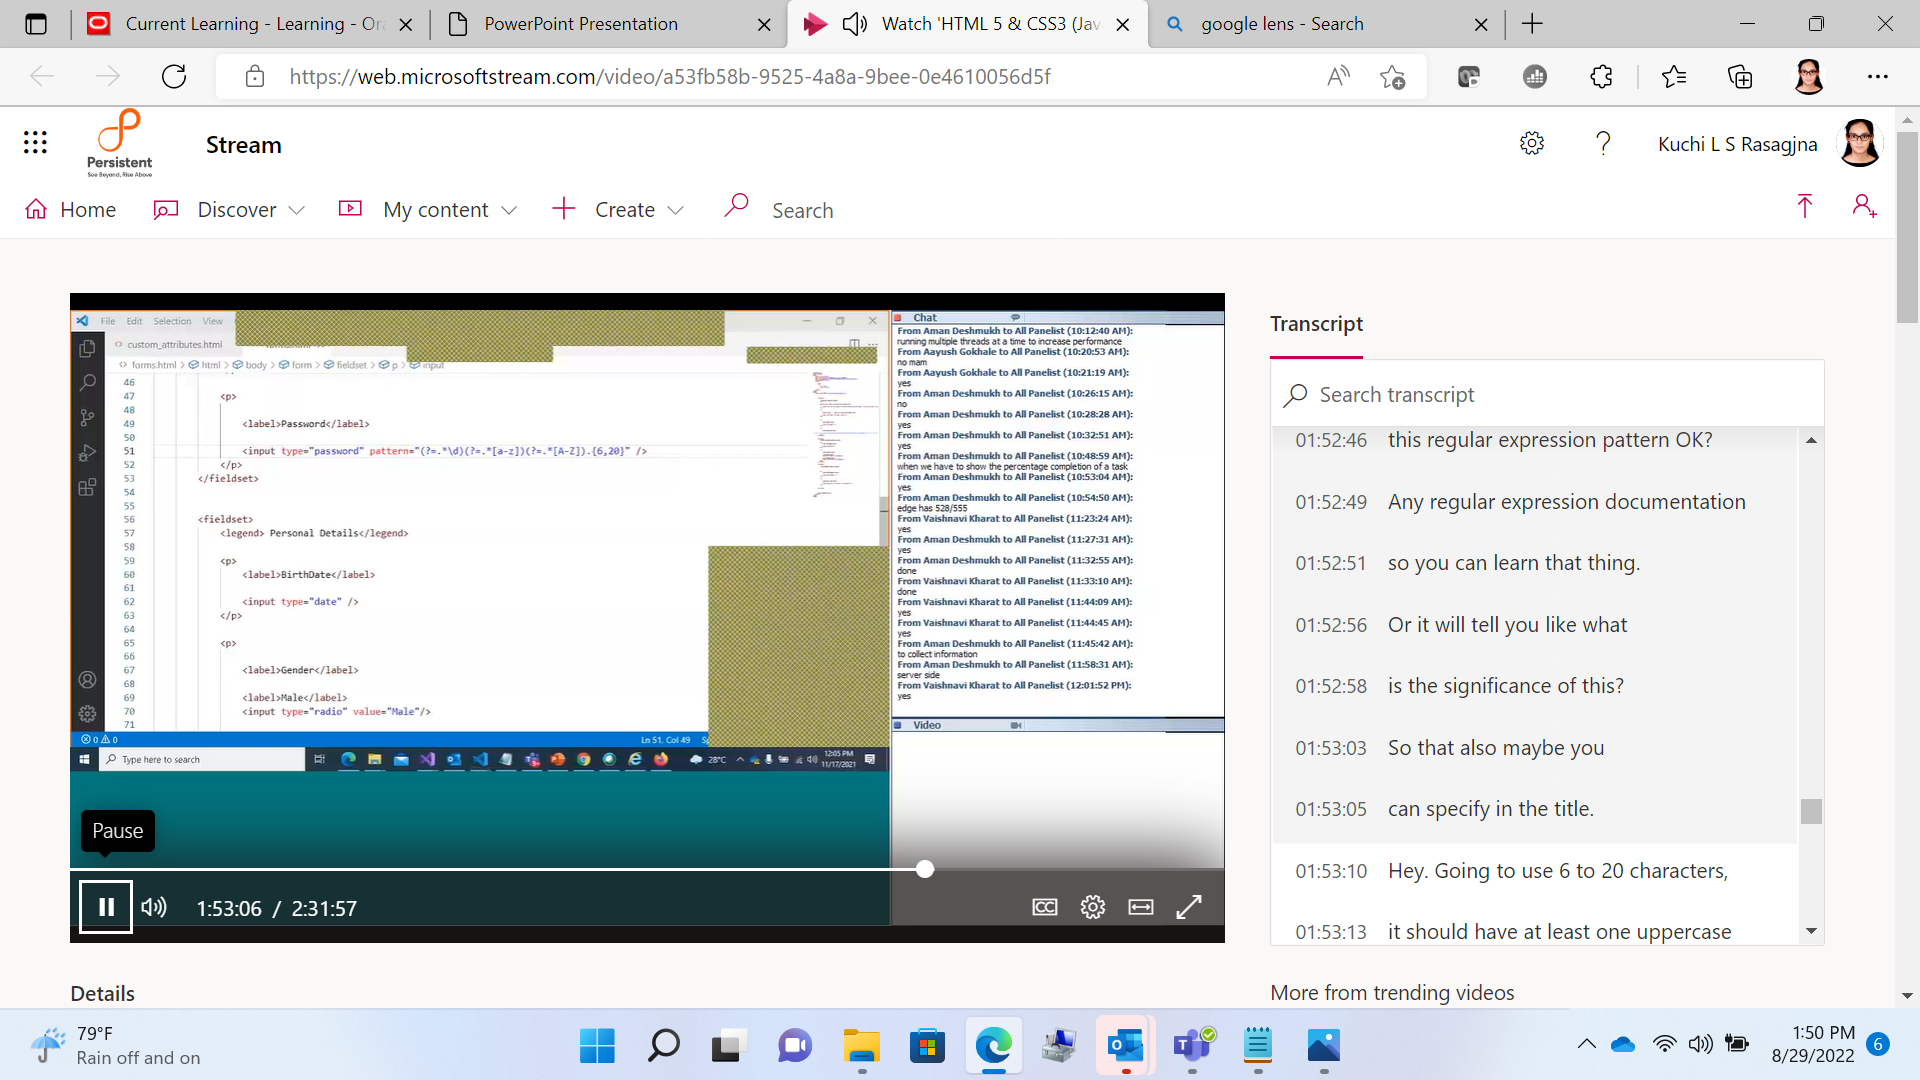 Current Learning - Learning - Ora
PowerPoint Presentation
Watch 'HTML 5 & CSS3 (Jav
google lens - Search
https://web.microsoftstream.com/video/a53fb58b-9525-4a8a-9bee-0e4610056d5f
Persistent
See Beyond, Rise Above
Stream
Kuchi L S Rasagjna
Home
Discover
My content
Create
Search
File Edit Selection View
custom_attributes.html
forms.html > html > body > form > fieldset > p > input
46
47 <p>
48
49 <label>Password</label>
50
51 <input type="password" pattern="(?=.*\d)(?=.*[a-z])(?=.*[A-Z]).{6,20}" />
52 </p>
53 </fieldset>
54
55
56 <fieldset>
57 <legend> Personal Details</legend>
58
59 <p>
60 <label>BirthDate</label>
61
62 <input type="date" />
63 </p>
64
65 <p>
66
67 <label>Gender</label>
68
69 <label>Male</label>
70 <input type="radio" value="Male"/>
71
0 0
Ln 51, Col 49
Type here to search
28°C
12:05 PM
11/17/2021
Chat
From Aman Deshmukh to All Panelist (10:12:40 AM):
running multiple threads at a time to increase performance
From Aayush Gokhale to All Panelist (10:20:53 AM):
no mam
From Aayush Gokhale to All Panelist (10:21:19 AM):
yes
From Aman Deshmukh to All Panelist (10:26:15 AM):
no
From Aman Deshmukh to All Panelist (10:28:28 AM):
yes
From Aman Deshmukh to All Panelist (10:32:51 AM):
yes
From Aman Deshmukh to All Panelist (10:48:59 AM):
when we have to show the percentage completion of a task
From Aman Deshmukh to All Panelist (10:53:04 AM):
yes
From Aman Deshmukh to All Panelist (10:54:50 AM):
edge has 528/555
From Vaishnavi Kharat to All Panelist (11:23:24 AM):
yes
From Aman Deshmukh to All Panelist (11:27:31 AM):
yes
From Aman Deshmukh to All Panelist (11:32:55 AM):
done
From Vaishnavi Kharat to All Panelist (11:33:10 AM):
done
From Vaishnavi Kharat to All Panelist (11:44:09 AM):
yes
From Vaishnavi Kharat to All Panelist (11:44:45 AM):
yes
From Aman Deshmukh to All Panelist (11:45:42 AM):
to collect information
From Aman Deshmukh to All Panelist (11:58:31 AM):
server side
From Vaishnavi Kharat to All Panelist (12:01:52 PM):
yes
Video
Pause
1:53:06 / 2:31:57
CC
Transcript
Search transcript
01:52:46 this regular expression pattern OK?
01:52:49 Any regular expression documentation
01:52:51 so you can learn that thing.
01:52:56 Or it will tell you like what
01:52:58 is the significance of this?
01:53:03 So that also maybe you
01:53:05 can specify in the title.
01:53:10 Hey. Going to use 6 to 20 characters,
01:53:13 it should have at least one uppercase
Details
More from trending videos
79°F
Rain off and on
1:50 PM
8/29/2022
6